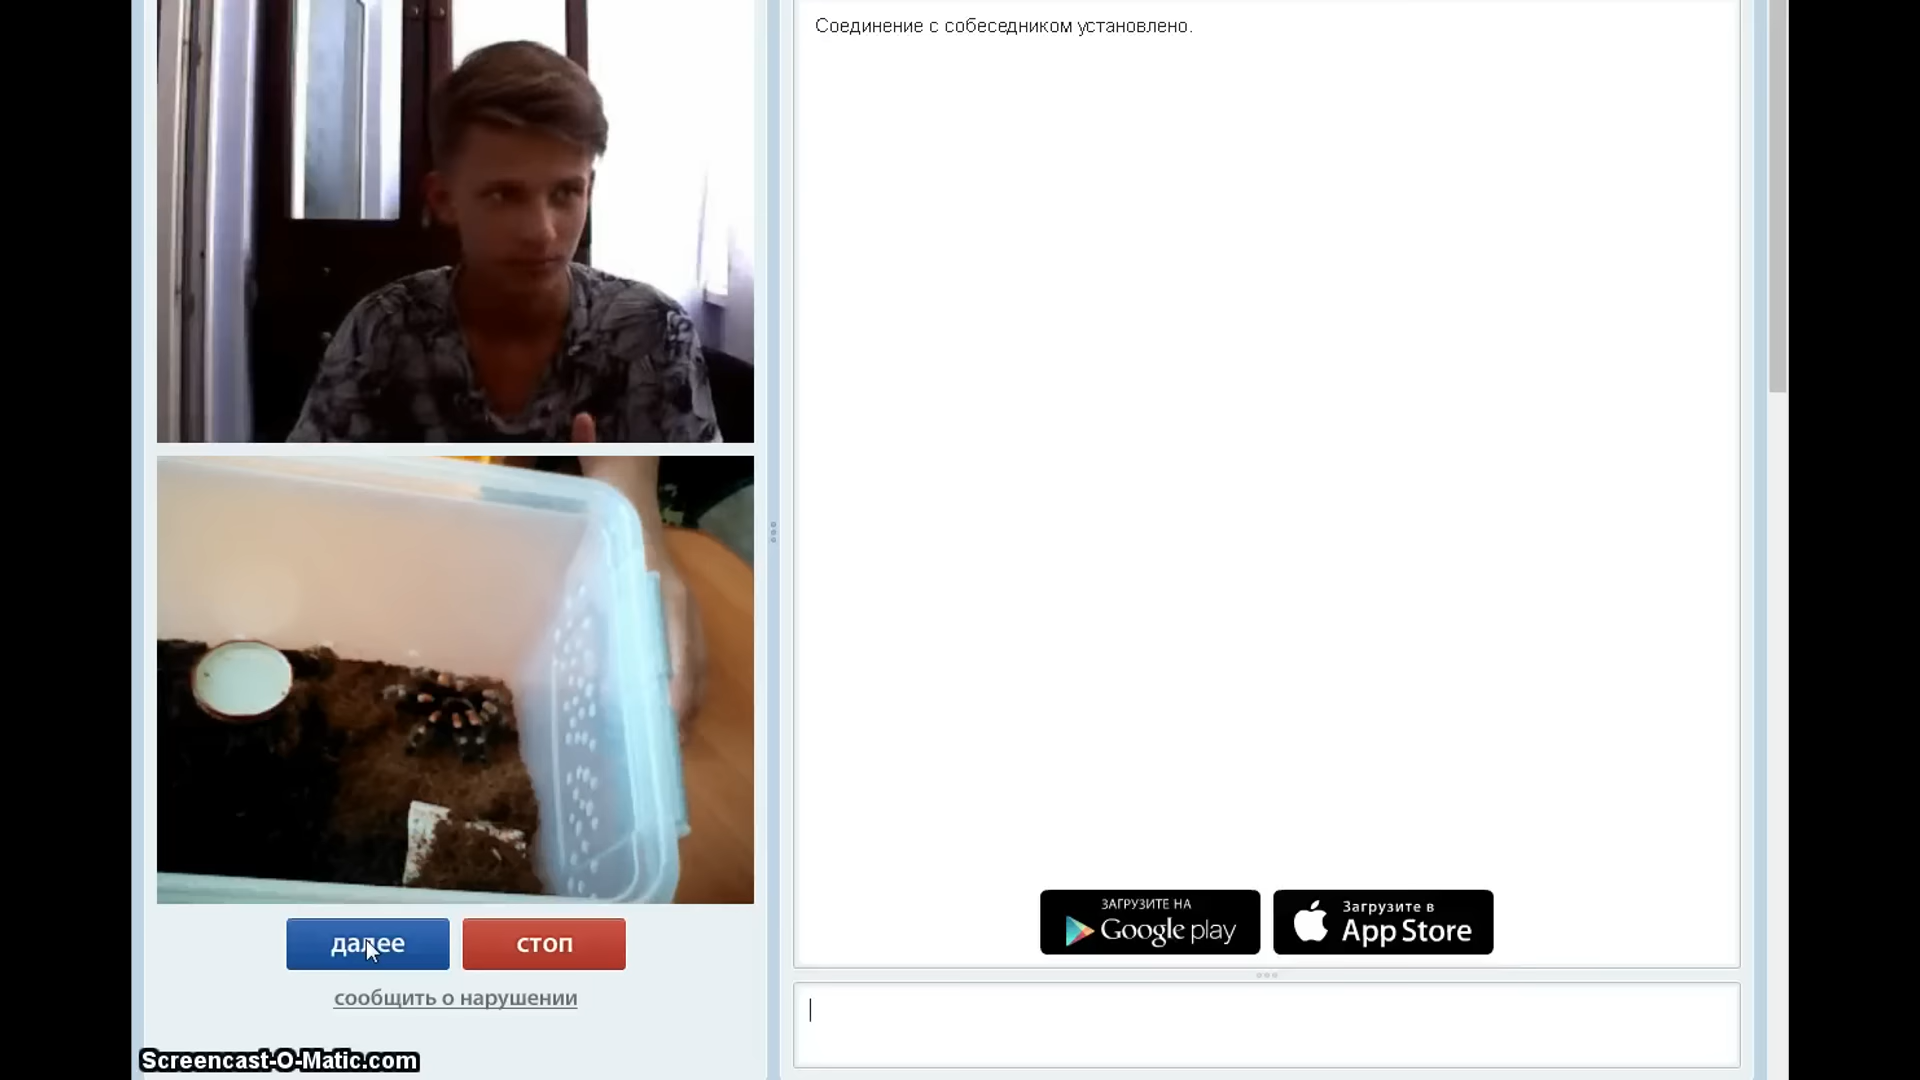 Соединение с собеседником установлено.
ЗАГРУЗИТЕ НА
Google play
Загрузите в
App Store
далее
стоп
сообщить о нарушении
Screencast-O-Matic.com